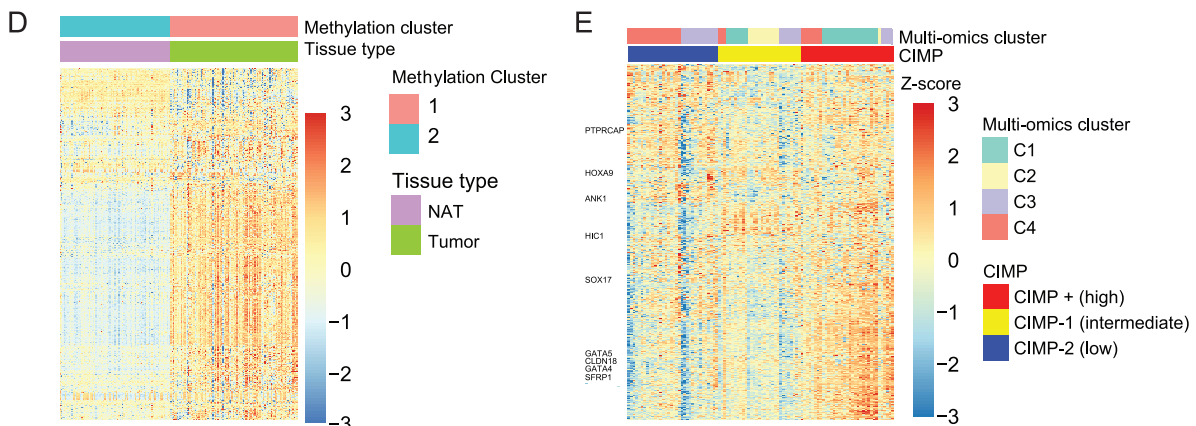 D
Methylation cluster
Tissue type
3
2
1
0
−1
−2
−3
Methylation Cluster
1
2
Tissue type
NAT
Tumor
E
Multi-omics cluster
CIMP
Z-score
PTPRCAP
HOXA9
ANK1
HIC1
SOX17
GATA5
CLDN18
GATA4
SFRP1
3
2
1
0
−1
−2
−3
Multi-omics cluster
C1
C2
C3
C4
CIMP
CIMP + (high)
CIMP-1 (intermediate)
CIMP-2 (low)